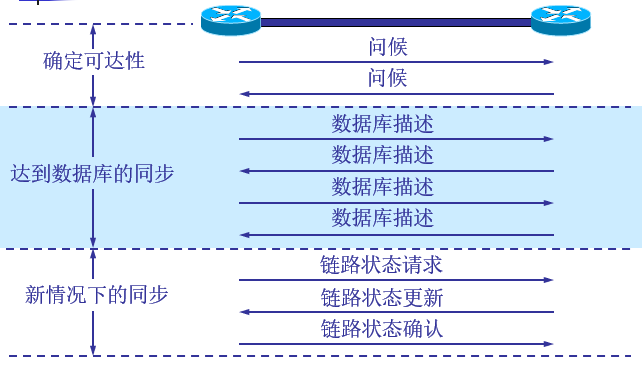 问候
确定可达性
问候
数据库描述
数据库描述
达到数据库的同步
数据库描述
数据库描述
链路状态请求
新情况下的同步
链路状态更新
链路状态确认